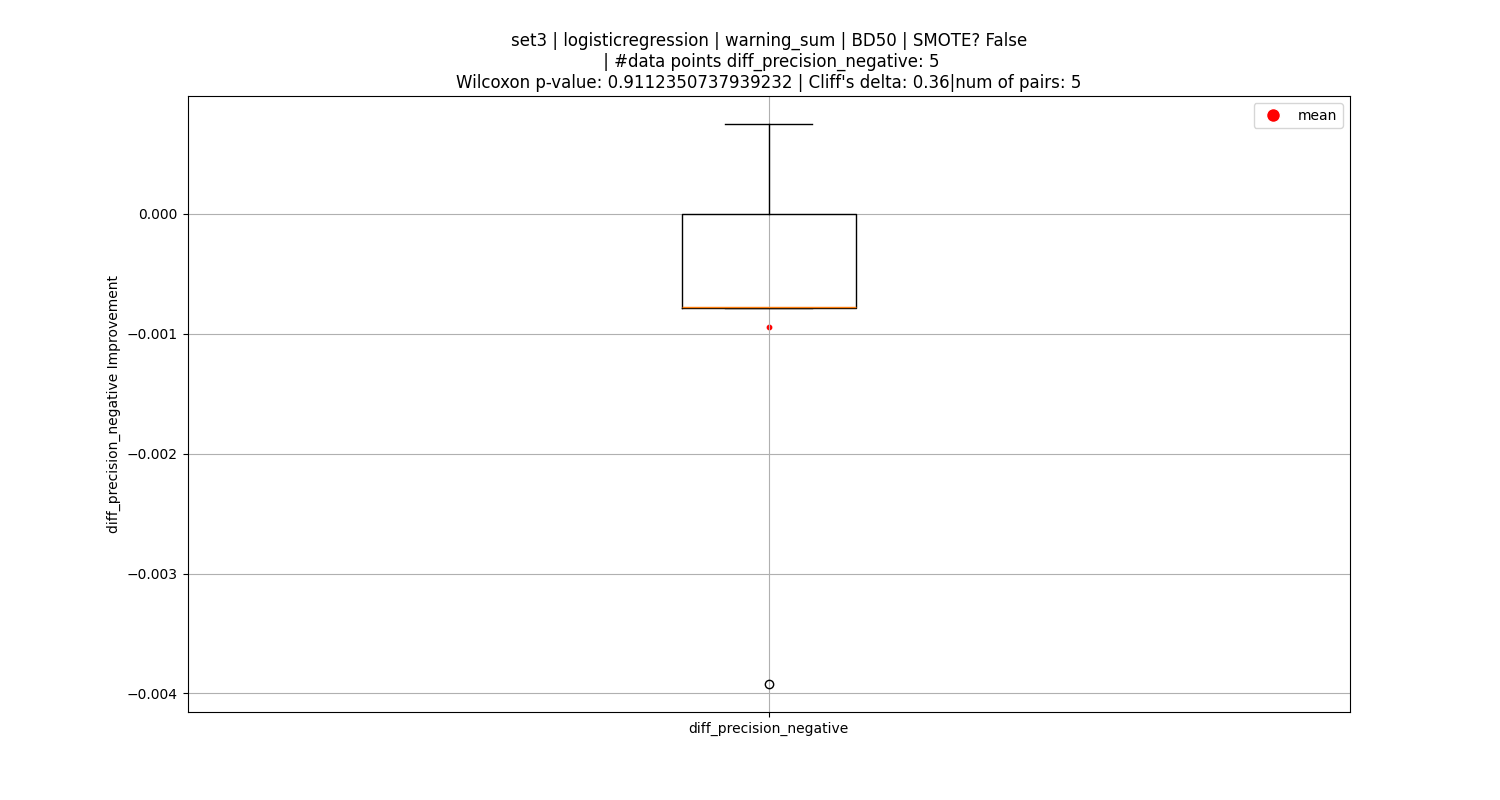 set3 | logisticregression | warning_sum | BD50 | SMOTE? False
| #data points diff_precision_negative: 5
Wilcoxon p-value: 0.9112350737939232 | Cliff's delta: 0.36|num of pairs: 5
mean
0.000
−0.001
−0.002
−0.003
−0.004
diff_precision_negative Improvement
diff_precision_negative